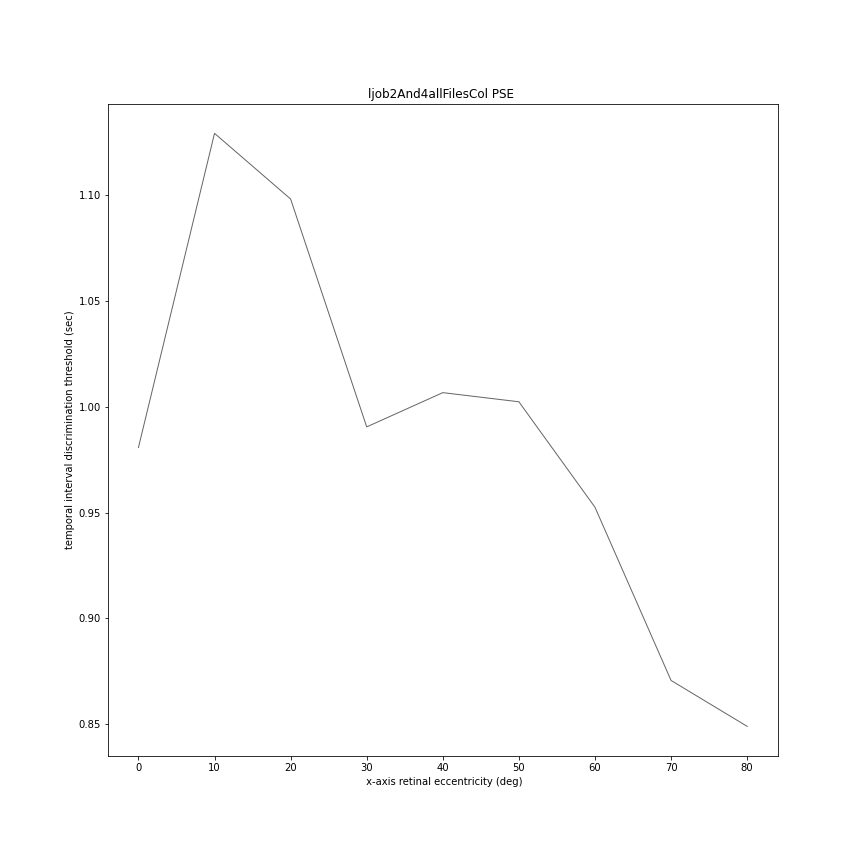 ljob2And4allFilesCol PSE
temporal interval discrimination threshold (sec)
1.10
1.05
1.00
0.95
0.90
0.85
0 10 20 30 40 50 60 70 80
x-axis retinal eccentricity (deg)